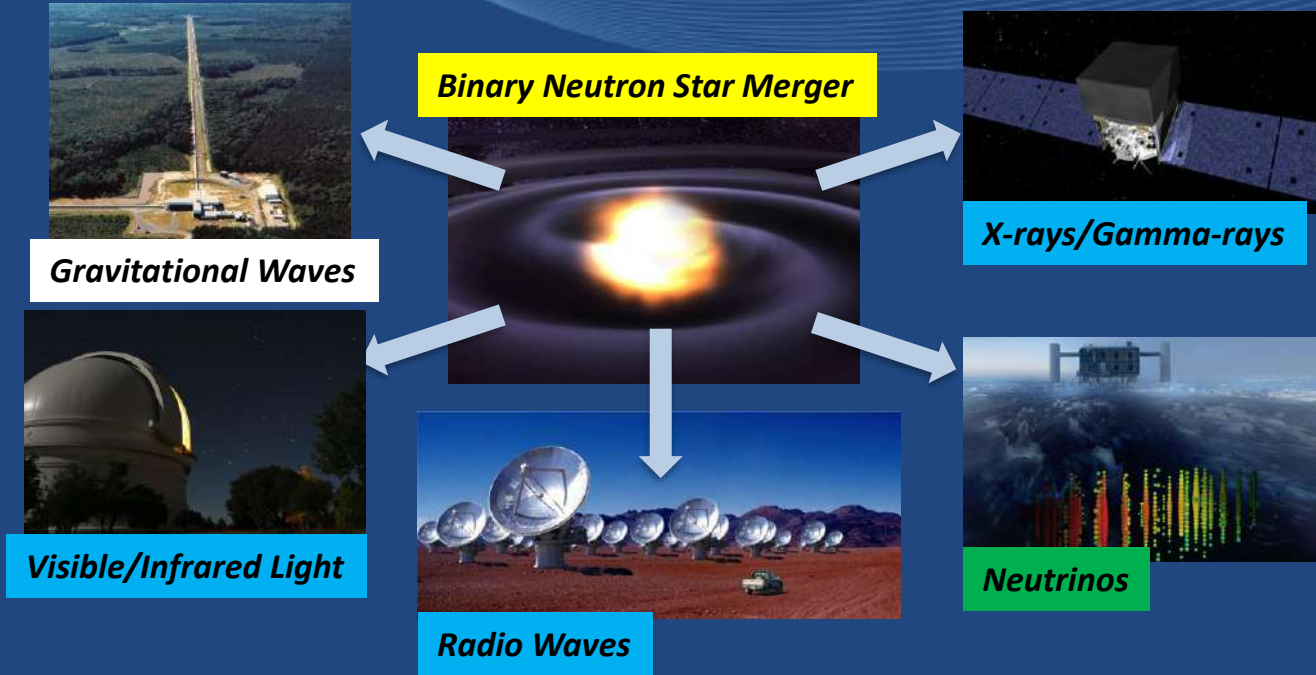 Binary Neutron Star Merger
Gravitational Waves
X-rays/Gamma-rays
Visible/Infrared Light
Neutrinos
Radio Waves